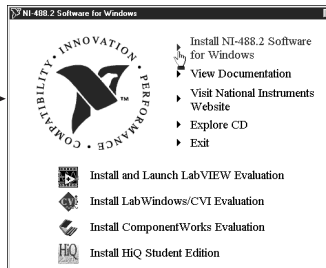 NI-488.2 Software for Windows
INNOVATION • PERFORMANCE • COMPATIBILITY •
TM
Install NI-488.2 Software
for Windows
View Documentation
Visit National Instruments
Website
Explore CD
Exit
Install and Launch LabVIEW Evaluation
Install LabWindows/CVI Evaluation
Install ComponentWorks Evaluation
HiQ
Install HiQ Student Edition